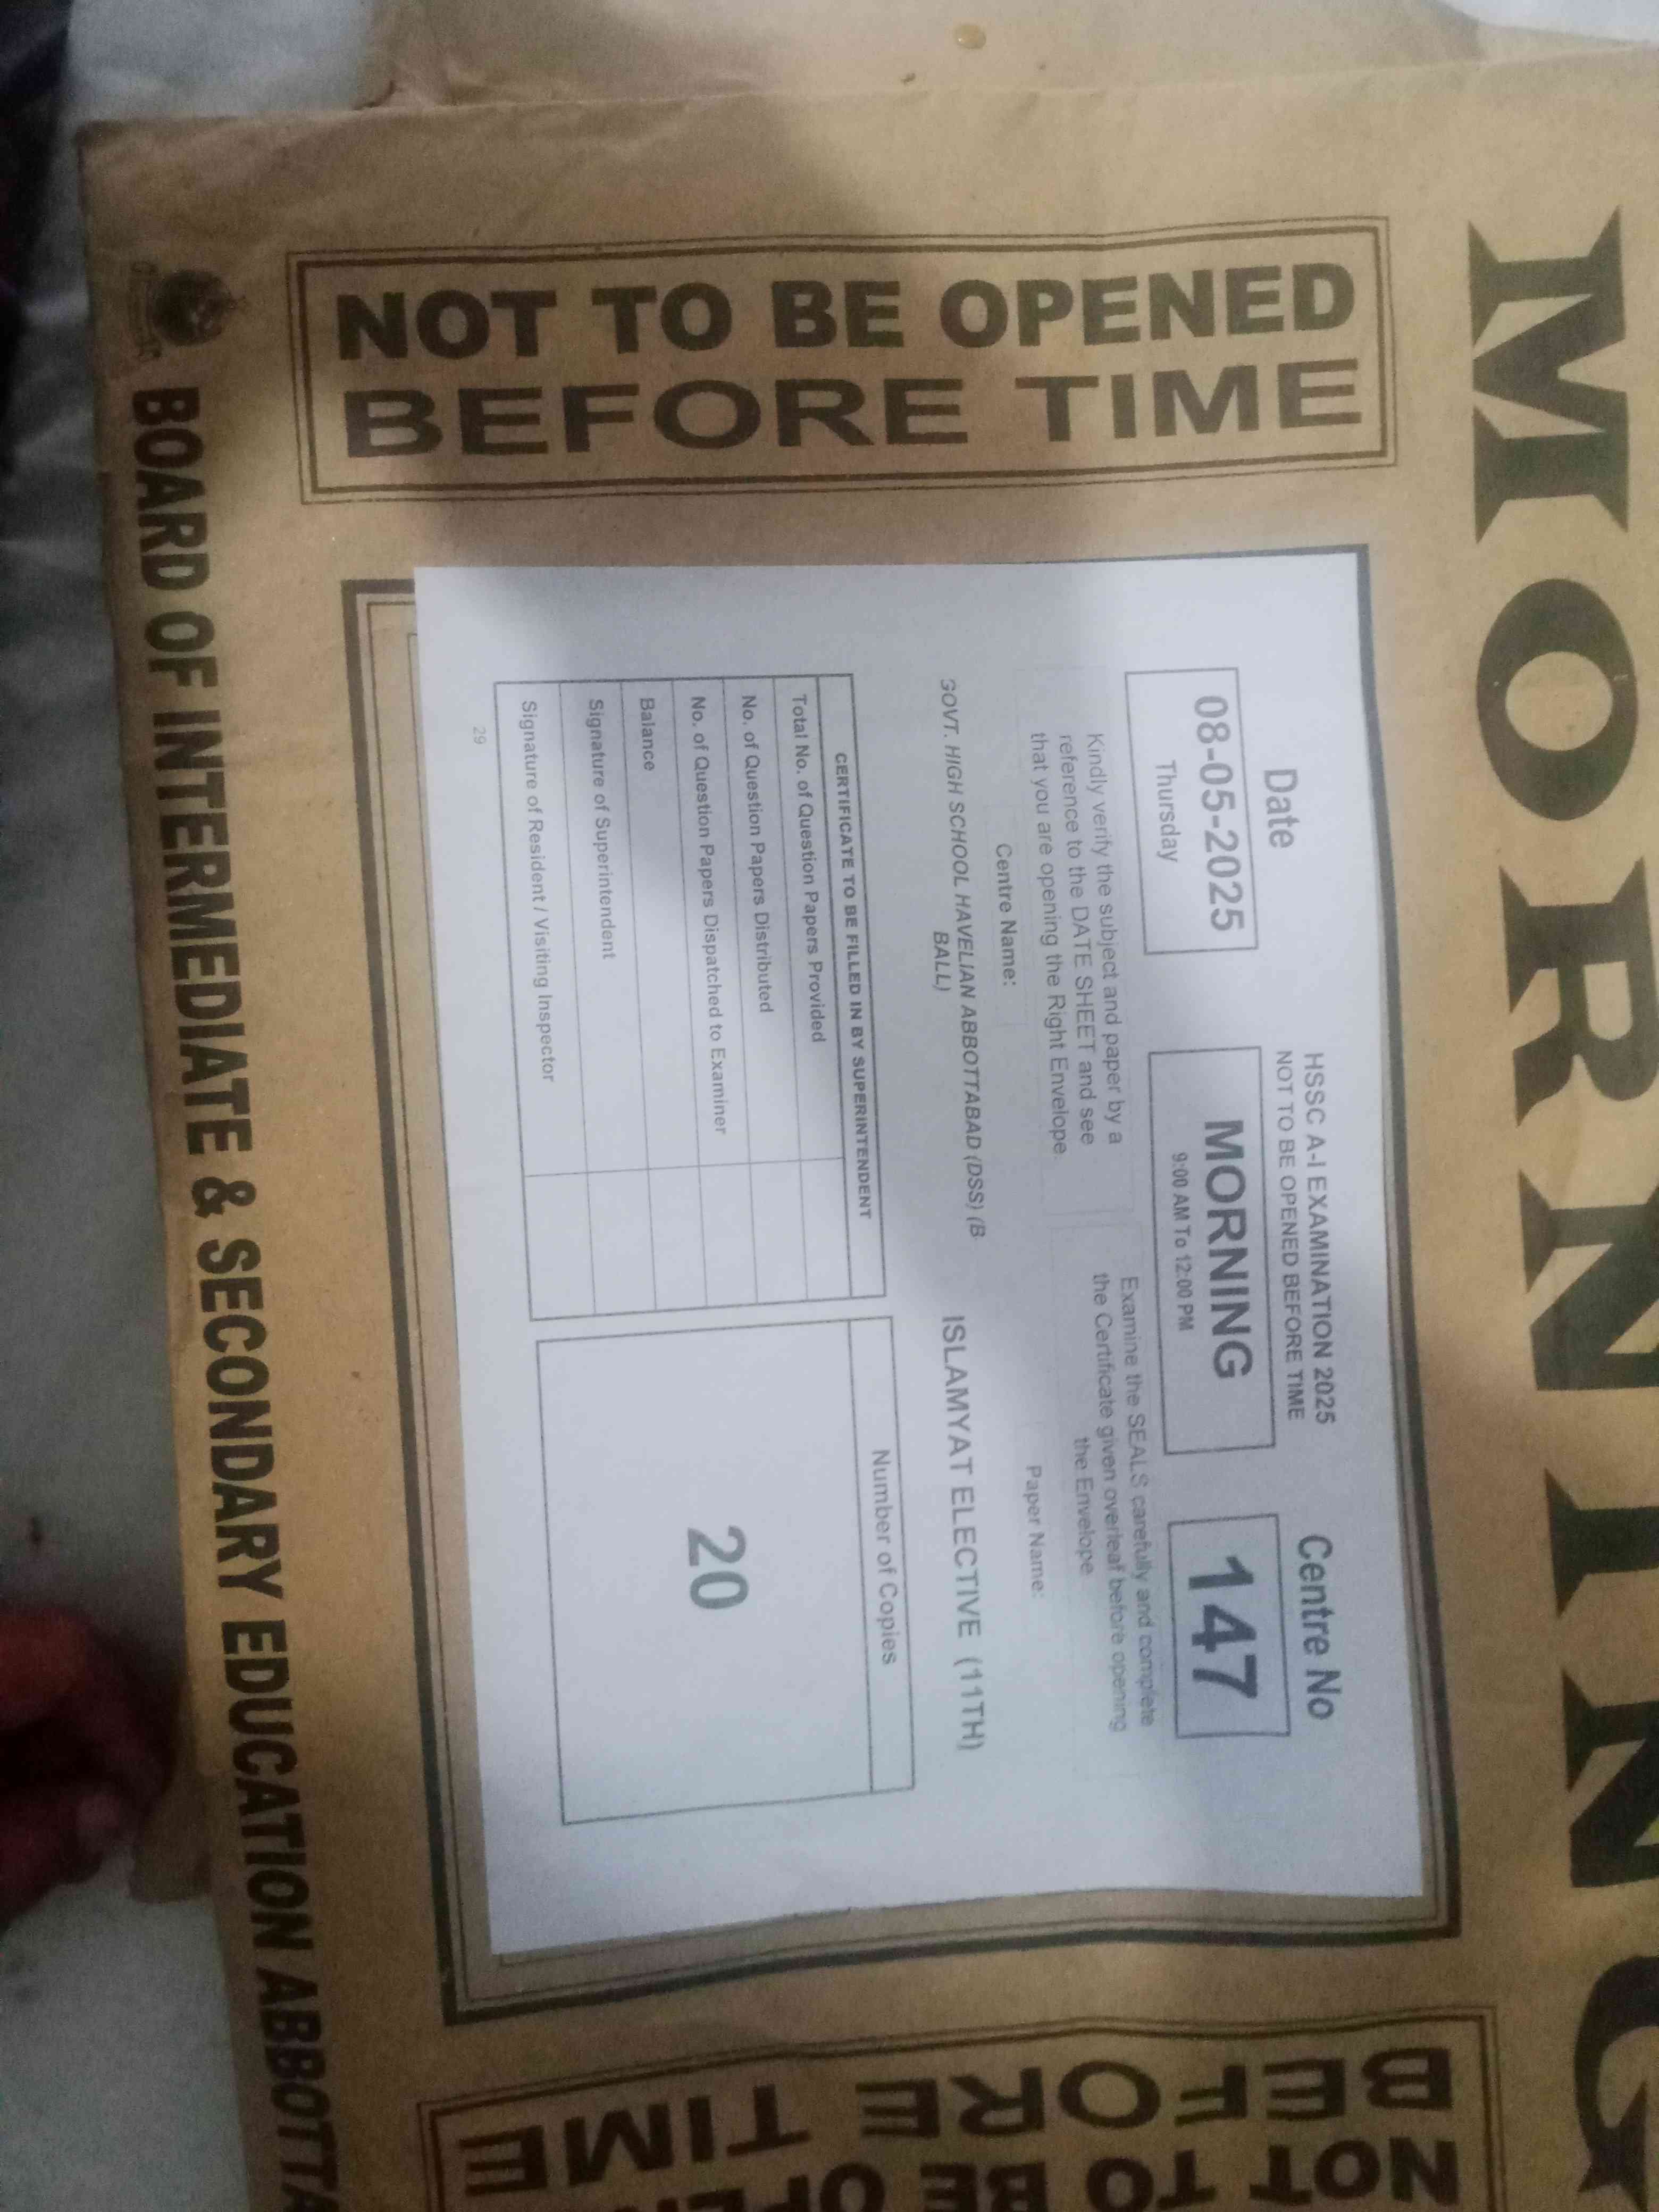 MORNING
NOT TO BE OPENED
BEFORE TIME
HSSC A-I EXAMINATION 2025
NOT TO BE OPENED BEFORE TIME
Date
08-05-2025
Thursday
MORNING
9:00 AM To 12:00 PM
Centre No
147
Kindly verify the subject and paper by a
reference to the DATE SHEET and see
that you are opening the Right Envelope.
Examine the SEALS carefully and complete
the Certificate given overleaf before opening
the Envelope.
Centre Name:
GOVT. HIGH SCHOOL HAVELIAN ABBOTTABAD (DSS) (B
BALL)
Paper Name:
ISLAMYAT ELECTIVE (11TH)
CERTIFICATE TO BE FILLED IN BY SUPERINTENDENT
Total No. of Question Papers Provided
No. of Question Papers Distributed
No. of Question Papers Dispatched to Examiner
Balance
Signature of Superintendent
Signature of Resident / Visiting Inspector
Number of Copies
20
29
NOT TO BE
BEFORE TIME
BOARD OF INTERMEDIATE & SECONDARY EDUCATION ABBOTTA